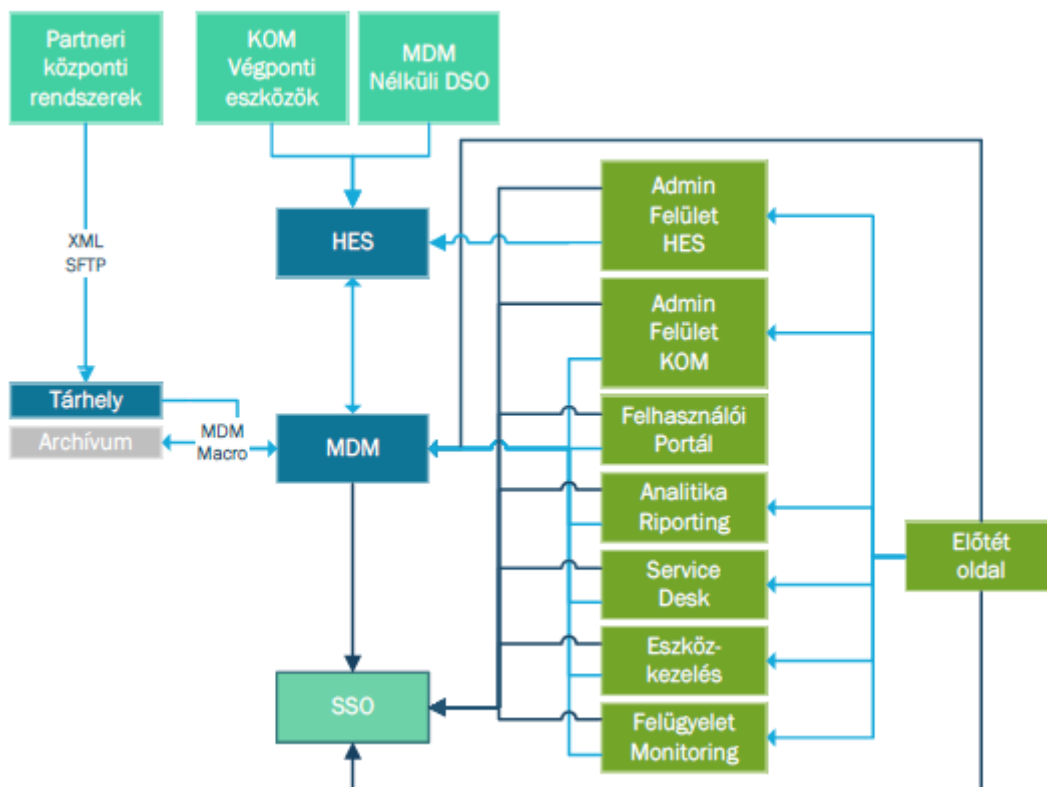 Partneri
központi
rendszerek
KOM
Végponti
eszközök
MDM
Nélküli DSO
XML
SFTP
HES
Admin
Felület
HES
Admin
Felület
KOM
Tárhely
Archívum
MDM
Macro
MDM
Felhasználói
Portál
Analitika
Riporting
Service
Desk
Eszköz-
kezelés
Felügyelet
Monitoring
Előtét
oldal
SSO